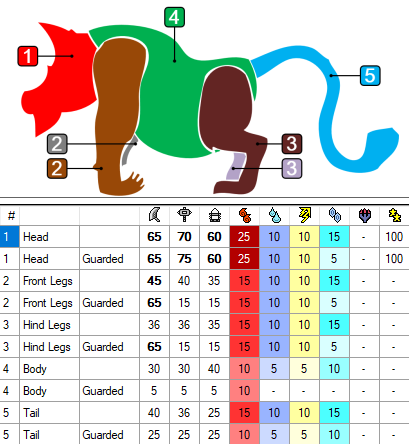 4
1
5
2
3
2
3
#
1 Head 65 70 60 25 10 10 15 - 100
1 Head Guarded 65 75 60 25 10 10 5 - 100
2 Front Legs 45 40 35 15 10 10 15 - -
2 Front Legs Guarded 65 15 15 15 10 10 5 - -
3 Hind Legs 36 36 35 15 10 10 15 - -
3 Hind Legs Guarded 65 15 15 15 10 10 5 - -
4 Body 30 30 40 10 5 5 10 - -
4 Body Guarded 5 5 5 10 - - - - -
5 Tail 40 36 25 15 10 10 15 - -
5 Tail Guarded 25 25 25 15 10 10 5 - -